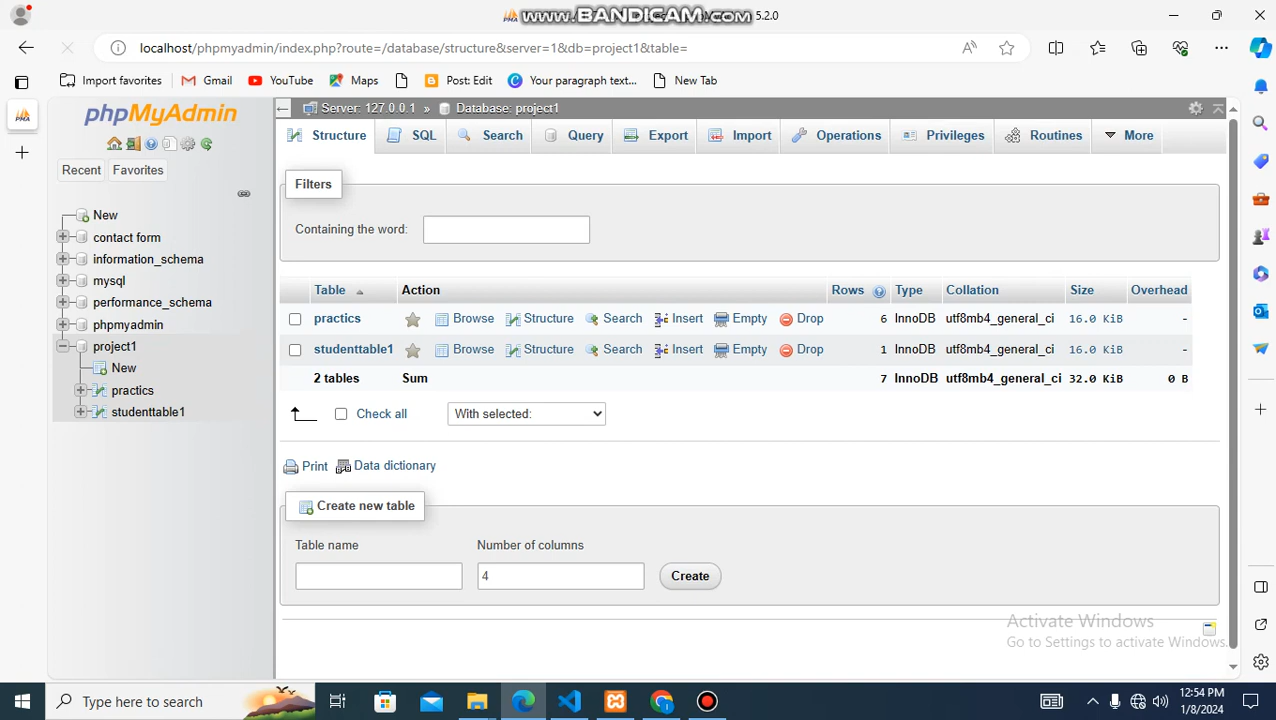 www.BANDICAM.com 5.2.0
localhost/phpmyadmin/index.php?route=/database/structure&server=1&db=project1&table=
Import favorites Gmail YouTube Maps Post: Edit Your paragraph text... New Tab
phpMyAdmin
Server: 127.0.0.1 » Database: project1
Structure SQL Search Query Export Import Operations Privileges Routines More
Recent Favorites
New
contact form
information_schema
mysql
performance_schema
phpmyadmin
project1
New
practics
studenttable1
Filters
Containing the word:
Table Action Rows Type Collation Size Overhead
practics Browse Structure Search Insert Empty Drop 6 InnoDB utf8mb4_general_ci 16.0 KiB -
studenttable1 Browse Structure Search Insert Empty Drop 1 InnoDB utf8mb4_general_ci 16.0 KiB -
2 tables Sum 7 InnoDB utf8mb4_general_ci 32.0 KiB 0 B
Check all With selected:
Print Data dictionary
Create new table
Table name Number of columns
4 Create
Activate Windows
Go to Settings to activate Windows.
Type here to search
12:54 PM
1/8/2024